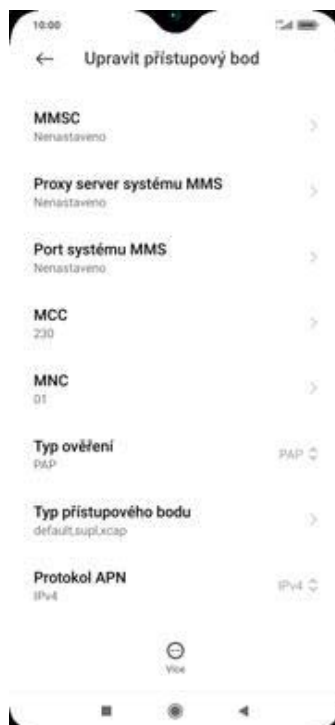 10:00
Upravit přístupový bod
MMSC
Nenastaveno
Proxy server systému MMS
Nenastaveno
Port systému MMS
Nenastaveno
MCC
230
MNC
01
Typ ověření
PAP
PAP
Typ přístupového bodu
default,supl,xcap
Protokol APN
IPv4
IPv4
Více